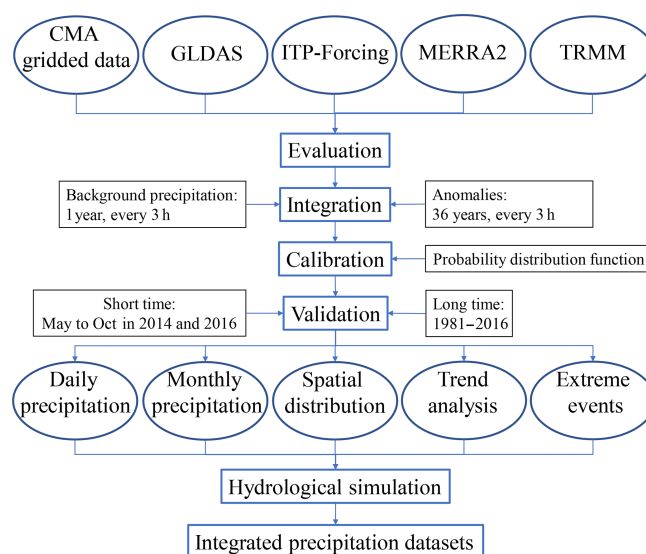 CMA
gridded data
GLDAS
ITP-Forcing
MERRA2
TRMM
Evaluation
Background precipitation:
1year, every 3 h
Integration
Anomalies:
36 years, every 3 h
Calibration
Probability distribution function
Short time:
May to Oct in 2014 and 2016
Validation
Long time:
1981–2016
Daily
precipitation
Monthly
precipitation
Spatial
distribution
Trend
analysis
Extreme
events
Hydrological simulation
Integrated precipitation datasets